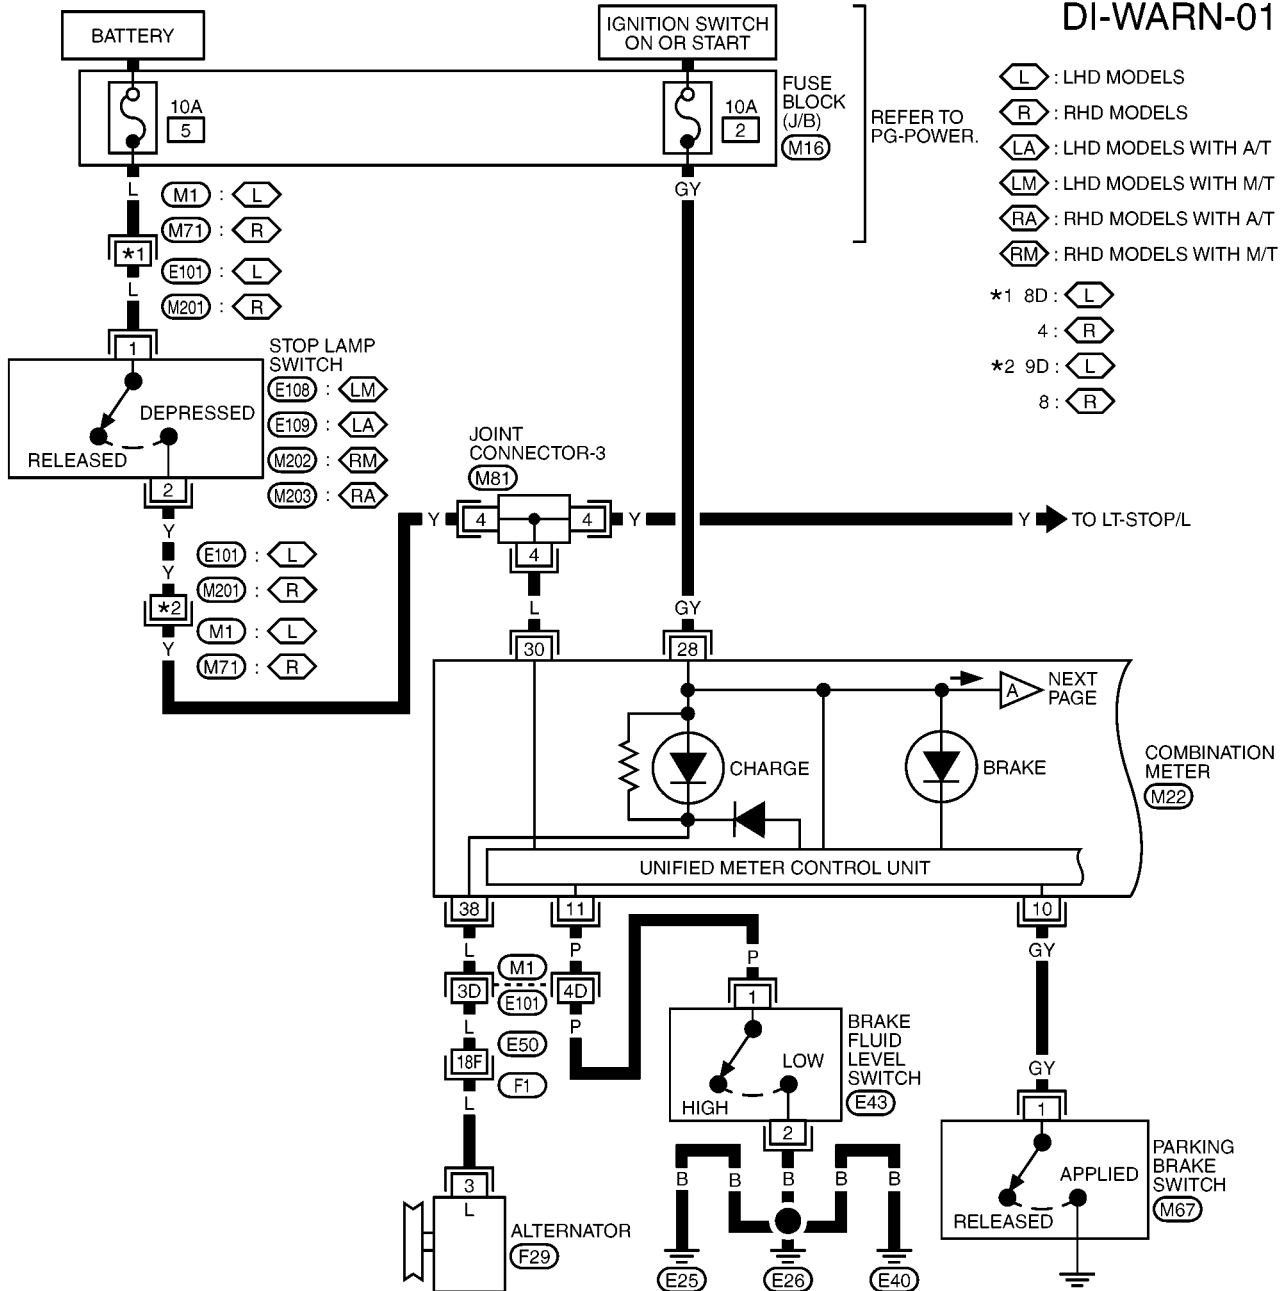 DI-WARN-01
BATTERY
IGNITION SWITCH
ON OR START
10A
5
10A
2
FUSE
BLOCK
(J/B)
M16
REFER TO
PG-POWER.
L : LHD MODELS
R : RHD MODELS
LA : LHD MODELS WITH A/T
LM : LHD MODELS WITH M/T
RA : RHD MODELS WITH A/T
RM : RHD MODELS WITH M/T
*1 8D : L
4 : R
*2 9D : L
8 : R
L
M1 : L
M71 : R
*1
E101 : L
L
M201 : R
GY
1
STOP LAMP
SWITCH
E108 : LM
E109 : LA
M202 : RM
M203 : RA
DEPRESSED
RELEASED
2
Y
E101 : L
Y
M201 : R
*2
M1 : L
Y
M71 : R
JOINT
CONNECTOR-3
M81
Y
4
4
Y
4
Y
TO LT-STOP/L
L
GY
30
28
A
NEXT
PAGE
CHARGE
BRAKE
COMBINATION
METER
M22
UNIFIED METER CONTROL UNIT
38
11
10
L
P
P
GY
3D
M1
E101
4D
L
P
E50
18F
F1
L
1
BRAKE
FLUID
LEVEL
SWITCH
E43
LOW
HIGH
2
GY
1
PARKING
BRAKE
SWITCH
M67
APPLIED
RELEASED
B
B
B
B
B
3
L
ALTERNATOR
F29
E25
E26
E40